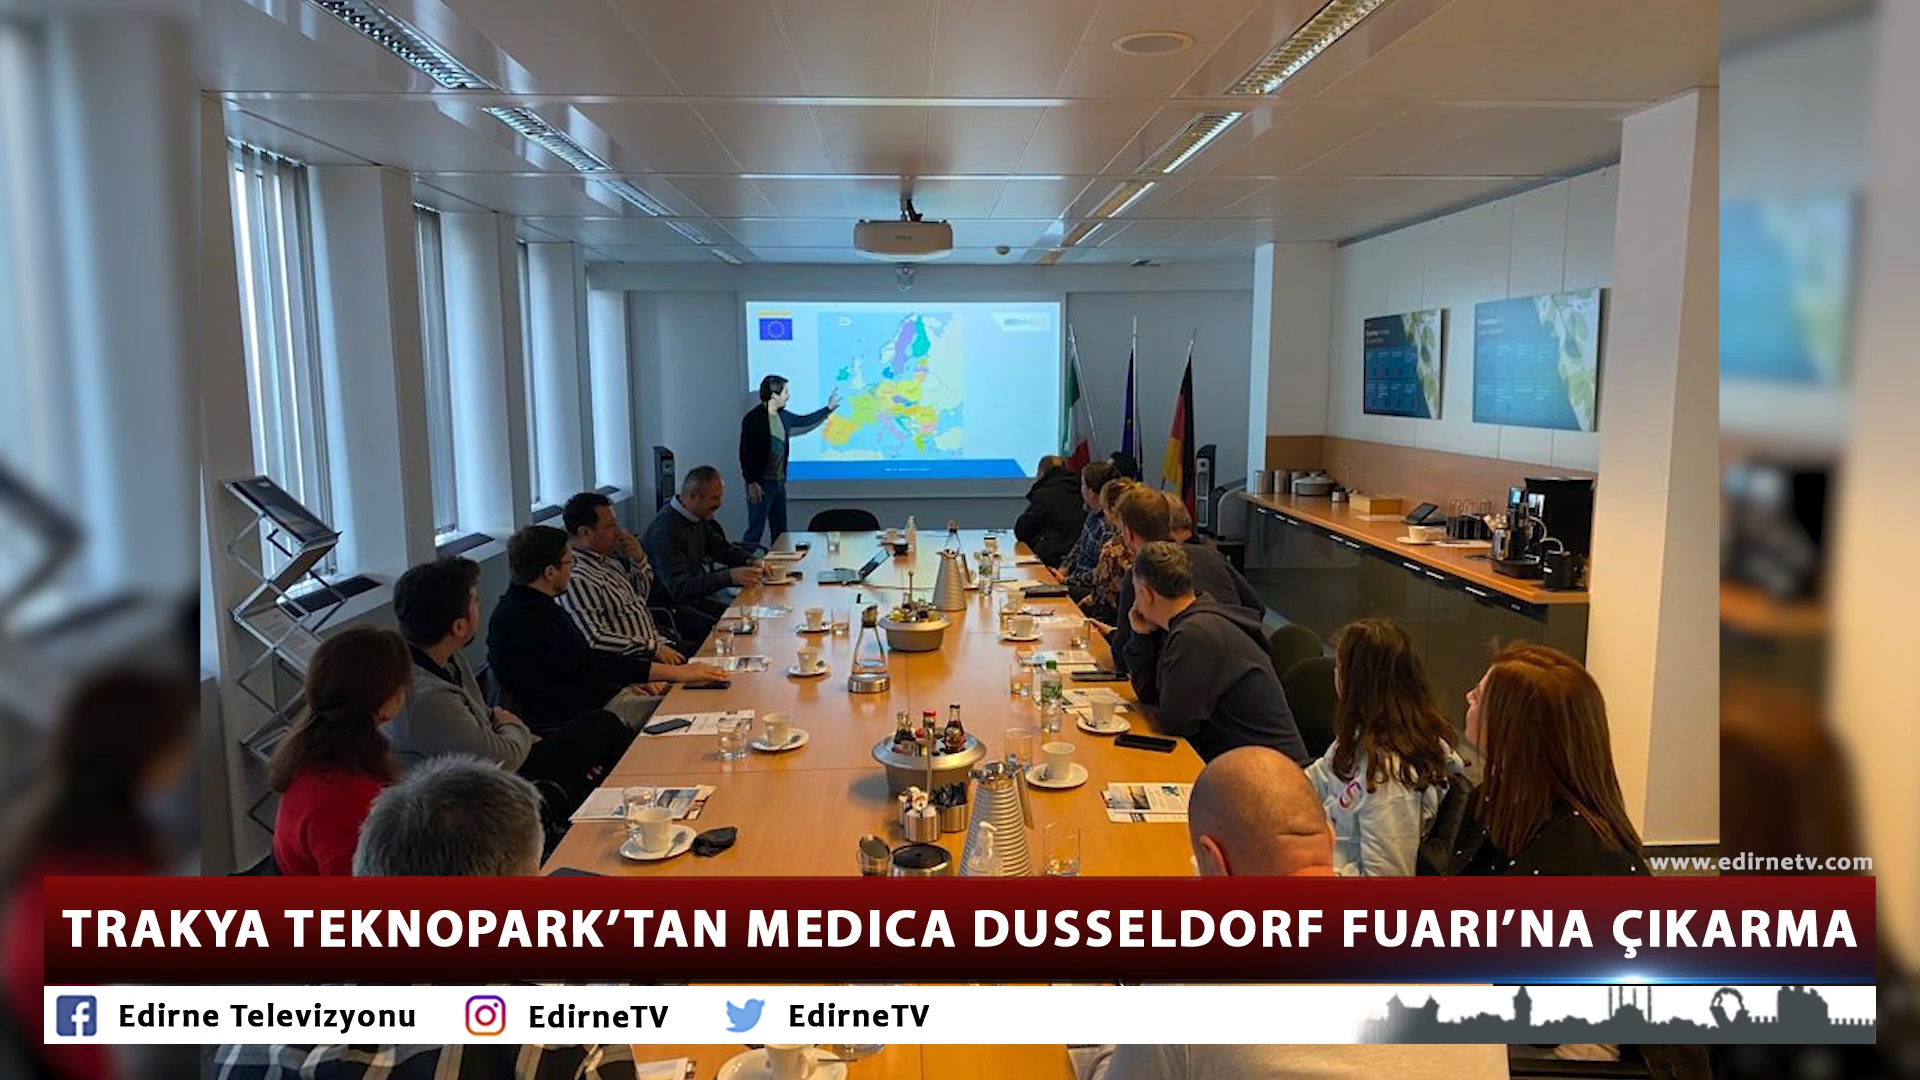 www.edirnetv.com
TRAKYA TEKNOPARK’TAN MEDICA DUSSELDORF FUARI’NA ÇIKARMA
Edirne Televizyonu EdirneTV EdirneTV